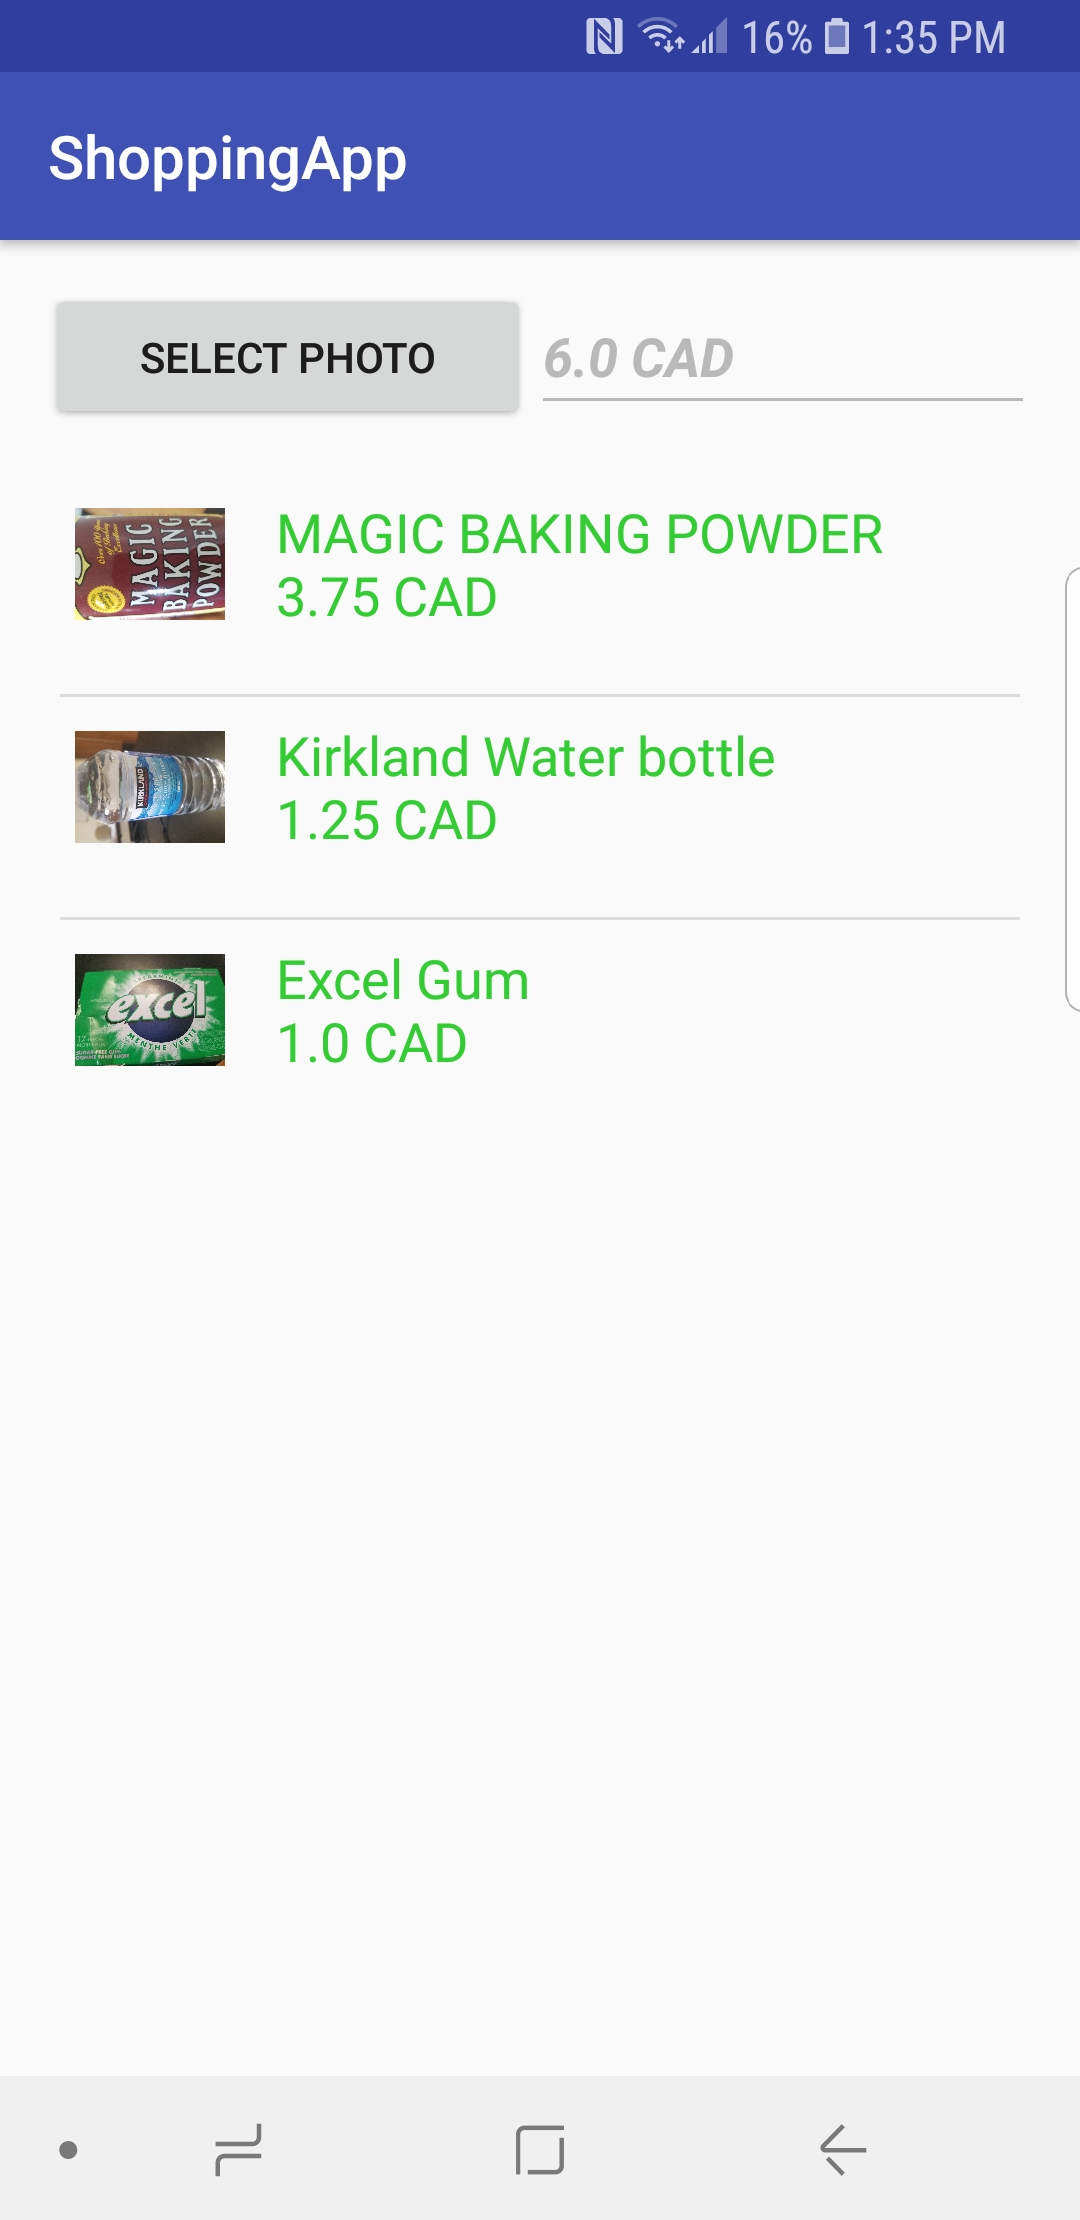 16% 1:35 PM
ShoppingApp
SELECT PHOTO
6.0 CAD
MAGIC BAKING POWDER
3.75 CAD
MAGIC
BAKING
POWDER
Kirkland Water bottle
1.25 CAD
KIRKLAND
Excel Gum
1.0 CAD
excel
MENTHE VERTE